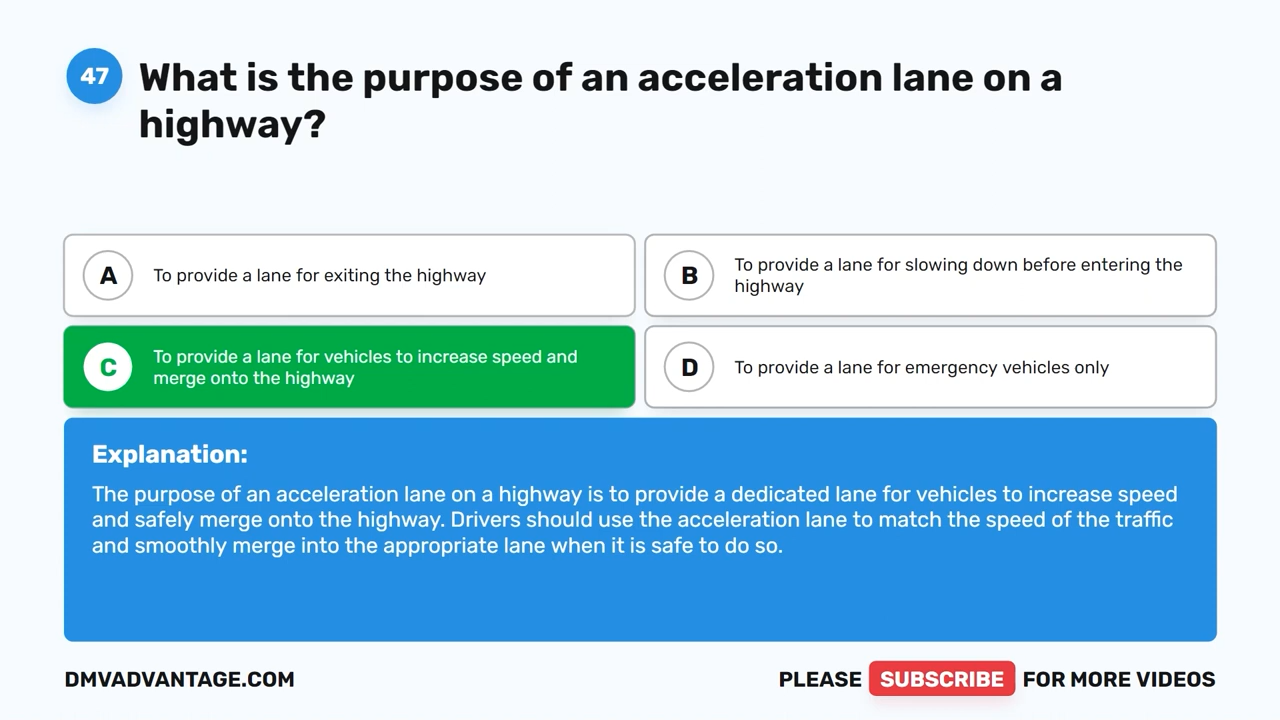 47
What is the purpose of an acceleration lane on a
highway?
A
To provide a lane for exiting the highway
B
To provide a lane for slowing down before entering the
highway
C
To provide a lane for vehicles to increase speed and
merge onto the highway
D
To provide a lane for emergency vehicles only
Explanation:
The purpose of an acceleration lane on a highway is to provide a dedicated lane for vehicles to increase speed
and safely merge onto the highway. Drivers should use the acceleration lane to match the speed of the traffic
and smoothly merge into the appropriate lane when it is safe to do so.
DMVADVANTAGE.COM
PLEASE SUBSCRIBE FOR MORE VIDEOS